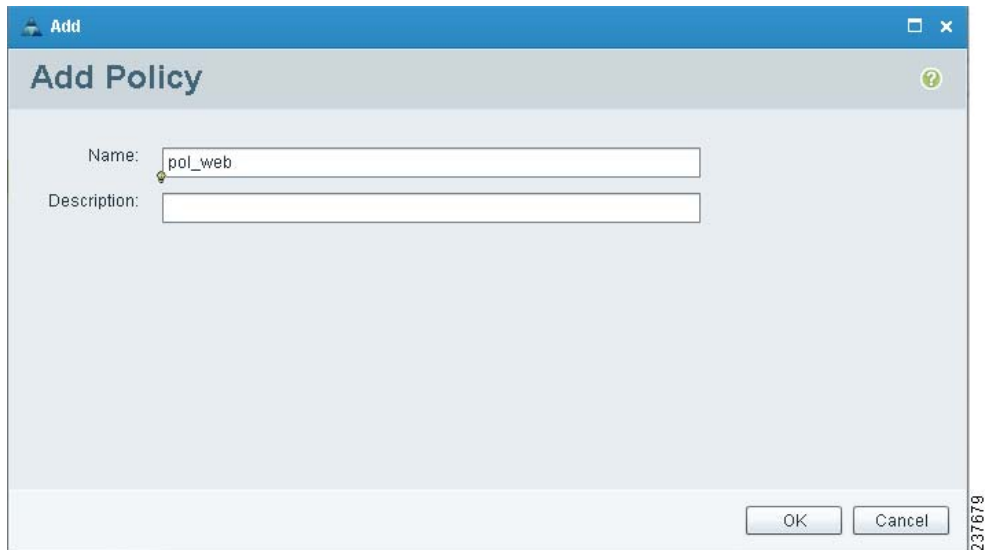 Add
Add Policy
?
Name:
pol_web
Description:
OK
Cancel
237679